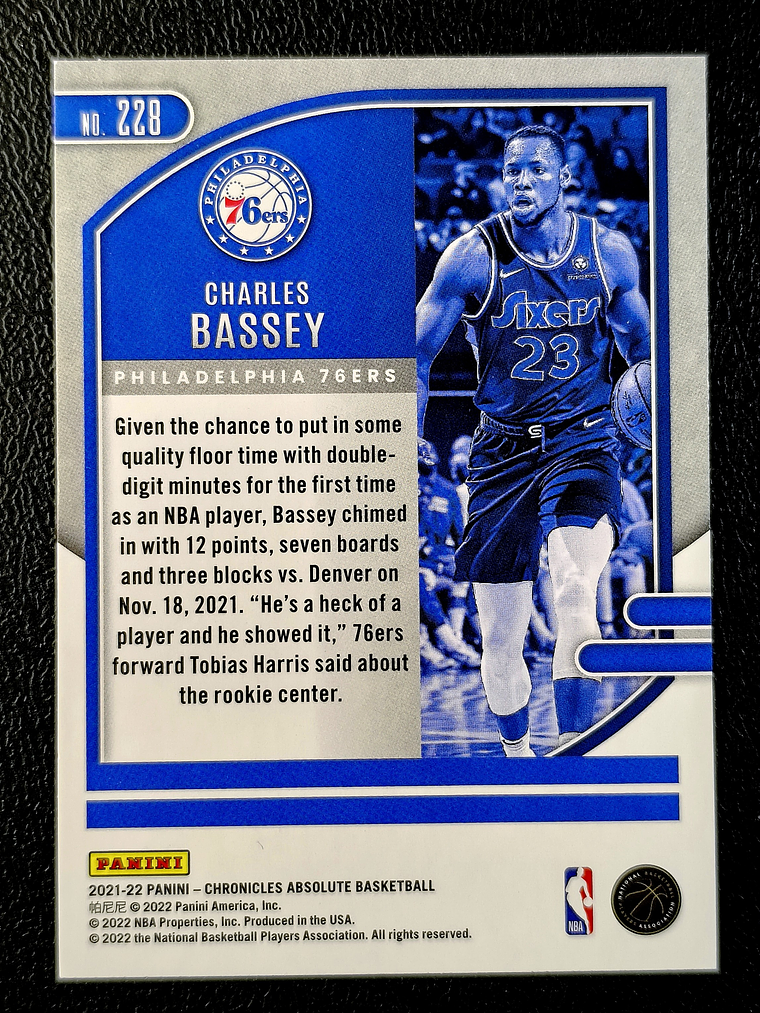 NO. 228
PHILADELPHIA
76ers
CHARLES
BASSEY
PHILADELPHIA 76ERS
Given the chance to put in some
quality floor time with double-
digit minutes for the first time
as an NBA player, Bassey chimed
in with 12 points, seven boards
and three blocks vs. Denver on
Nov. 18, 2021. “He’s a heck of a
player and he showed it,” 76ers
forward Tobias Harris said about
the rookie center.
Sixers
23
PANINI
2021-22 PANINI – CHRONICLES ABSOLUTE BASKETBALL
帕尼尼 © 2022 Panini America, Inc.
© 2022 NBA Properties, Inc. Produced in the USA.
© 2022 the National Basketball Players Association. All rights reserved.
NBA
NATIONAL BASKETBALL
ASSOCIATION